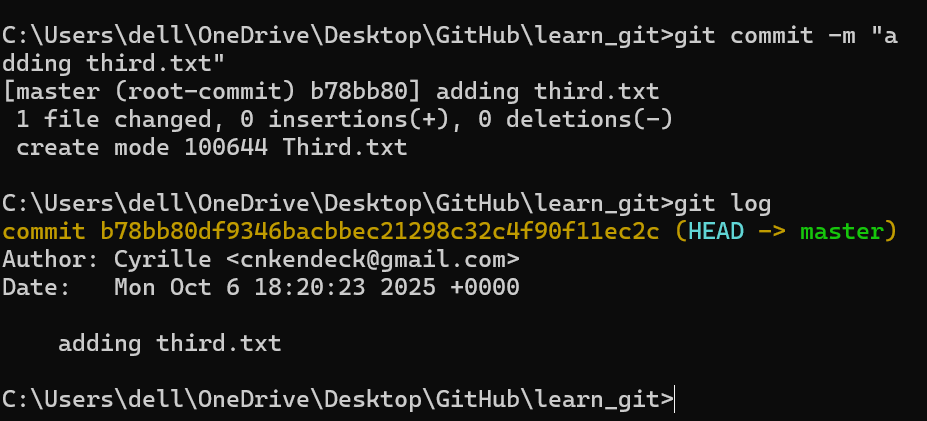 C:\Users\dell\OneDrive\Desktop\GitHub\learn_git>git commit -m "a
dding third.txt"
[master (root-commit) b78bb80] adding third.txt
 1 file changed, 0 insertions(+), 0 deletions(-)
 create mode 100644 Third.txt
C:\Users\dell\OneDrive\Desktop\GitHub\learn_git>git log
commit b78bb80df9346bacbbec21298c32c4f90f11ec2c (HEAD -> master)
Author: Cyrille <cnkendeck@gmail.com>
Date:   Mon Oct 6 18:20:23 2025 +0000
    adding third.txt
C:\Users\dell\OneDrive\Desktop\GitHub\learn_git>